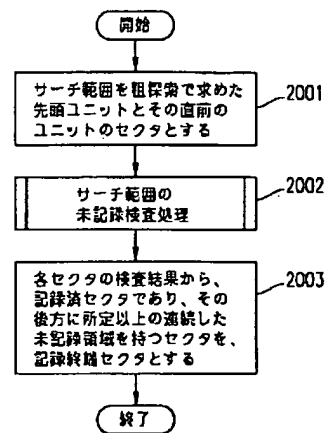 開始
サーチ範囲を粗探索で求めた
先頭ユニットとその直前の
ユニットのセクタとする
2001
サーチ範囲の
未記録検査処理
2002
各セクタの検査結果から、
記録済セクタであり、その
後方に所定以上の連続した
未記録領域を持つセクタを、
記録終端セクタとする
2003
終了